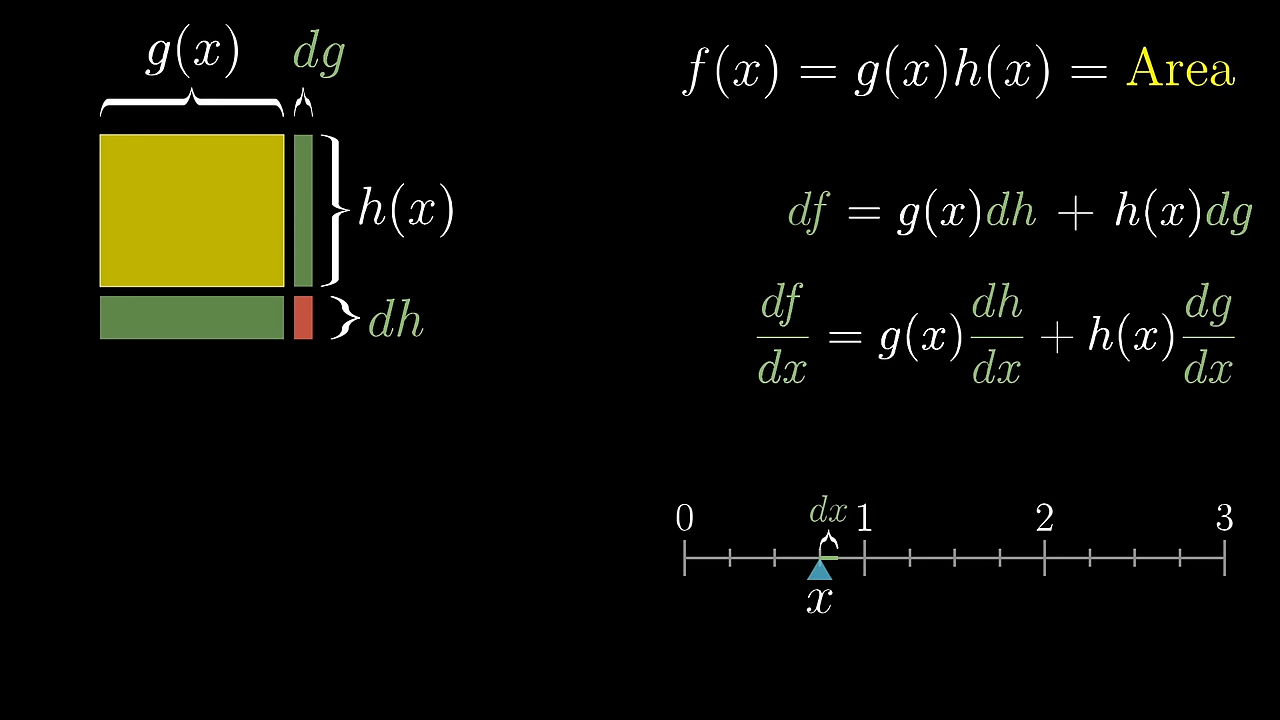 g(x) dg
h(x)
dh
f(x) = g(x)h(x) = Area
df = g(x)dh + h(x)dg
df/dx = g(x) dh/dx + h(x) dg/dx
dx
0 1 2 3
x